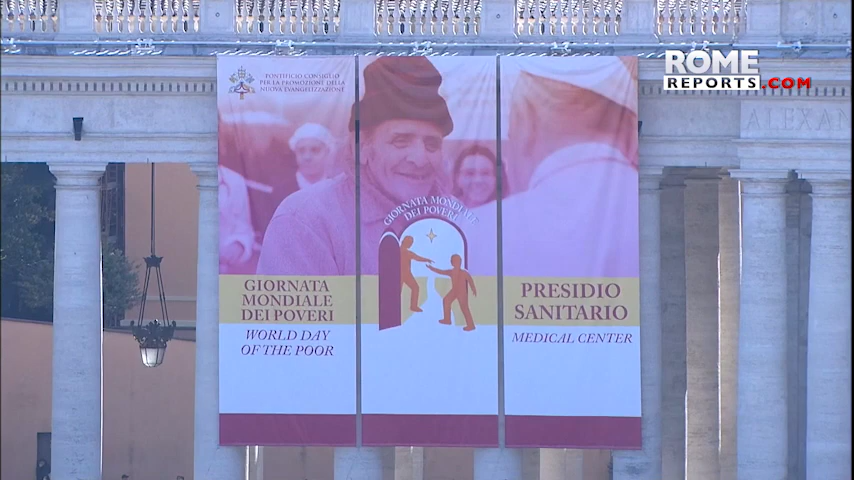 ROME
REPORTS.COM
ALEXAN
PONTIFICIO CONSIGLIO
PER LA PROMOZIONE DELLA
NUOVA EVANGELIZZAZIONE
GIORNATA MONDIALE
DEI POVERI
GIORNATA
MONDIALE
DEI POVERI
WORLD DAY
OF THE POOR
PRESIDIO
SANITARIO
MEDICAL CENTER